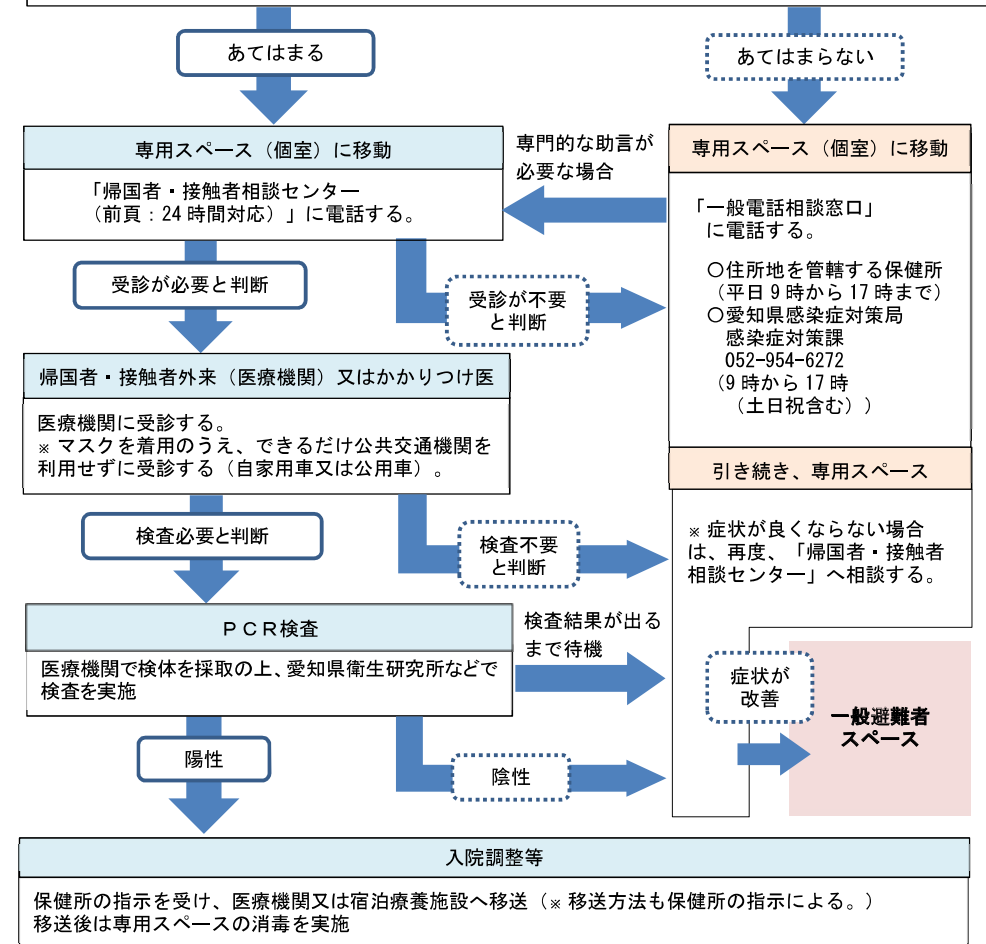 あてはまる
あてはまらない
専用スペース（個室）に移動
「帰国者・接触者相談センター
（前頁：24時間対応）」に電話する。
専門的な助言が
必要な場合
専用スペース（個室）に移動
「一般電話相談窓口」
に電話する。
○住所地を管轄する保健所
（平日9時から17時まで）
○愛知県感染症対策局
感染症対策課
052-954-6272
（9時から17時
（土日祝含む））
受診が必要と判断
受診が不要
と判断
帰国者・接触者外来（医療機関）又はかかりつけ医
医療機関に受診する。
※ マスクを着用のうえ、できるだけ公共交通機関を
利用せずに受診する（自家用車又は公用車）。
引き続き、専用スペース
※ 症状が良くならない場合
は、再度、「帰国者・接触者
相談センター」へ相談する。
検査必要と判断
検査不要
と判断
ＰＣＲ検査
医療機関で検体を採取の上、愛知県衛生研究所などで
検査を実施
検査結果が出る
まで待機
症状が
改善
一般避難者
スペース
陽性
陰性
入院調整等
保健所の指示を受け、医療機関又は宿泊療養施設へ移送（※ 移送方法も保健所の指示による。）
移送後は専用スペースの消毒を実施